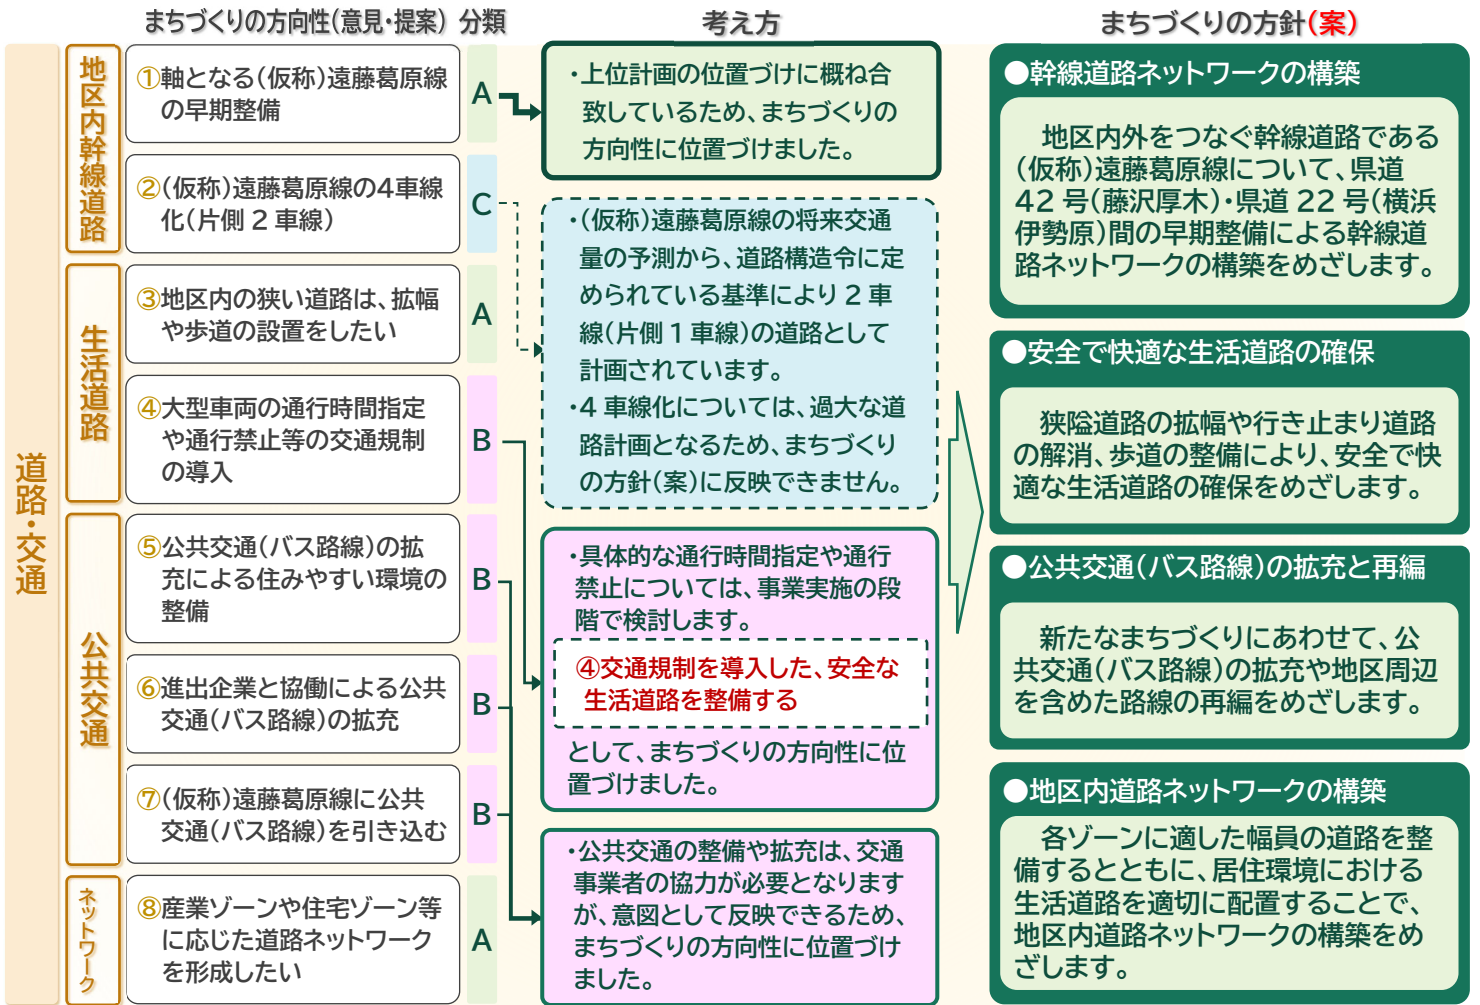 まちづくりの方向性(意見・提案)
分類
考え方
まちづくりの方針(案)
道路・交通
地区内幹線道路
①軸となる(仮称)遠藤葛原線
の早期整備
A
②(仮称)遠藤葛原線の4車線
化(片側2車線)
C
生活道路
③地区内の狭い道路は、拡幅
や歩道の設置をしたい
A
④大型車両の通行時間指定
や通行禁止等の交通規制
の導入
B
公共交通
⑤公共交通(バス路線)の拡
充による住みやすい環境の
整備
B
⑥進出企業と協働による公共
交通(バス路線)の拡充
B
⑦(仮称)遠藤葛原線に公共
交通(バス路線)を引き込む
B
ネットワーク
⑧産業ゾーンや住宅ゾーン等
に応じた道路ネットワーク
を形成したい
A
・上位計画の位置づけに概ね合
致しているため、まちづくりの
方向性に位置づけました。
・(仮称)遠藤葛原線の将来交通
量の予測から、道路構造令に定
められている基準により2車
線(片側1車線)の道路として
計画されています。
・4車線化については、過大な道
路計画となるため、まちづくり
の方針(案)に反映できません。
・具体的な通行時間指定や通行
禁止については、事業実施の段
階で検討します。
④交通規制を導入した、安全な
生活道路を整備する
として、まちづくりの方向性に位
置づけました。
・公共交通の整備や拡充は、交通
事業者の協力が必要となります
が、意図として反映できるため、
まちづくりの方向性に位置づけ
ました。
●幹線道路ネットワークの構築
地区内外をつなぐ幹線道路である
(仮称)遠藤葛原線について、県道
42号(藤沢厚木)・県道22号(横浜
伊勢原)間の早期整備による幹線道
路ネットワークの構築をめざします。
●安全で快適な生活道路の確保
狭隘道路の拡幅や行き止まり道路
の解消、歩道の整備により、安全で快
適な生活道路の確保をめざします。
●公共交通(バス路線)の拡充と再編
新たなまちづくりにあわせて、公
共交通(バス路線)の拡充や地区周辺
を含めた路線の再編をめざします。
●地区内道路ネットワークの構築
各ゾーンに適した幅員の道路を整
備するとともに、居住環境における
生活道路を適切に配置することで、
地区内道路ネットワークの構築をめ
ざします。